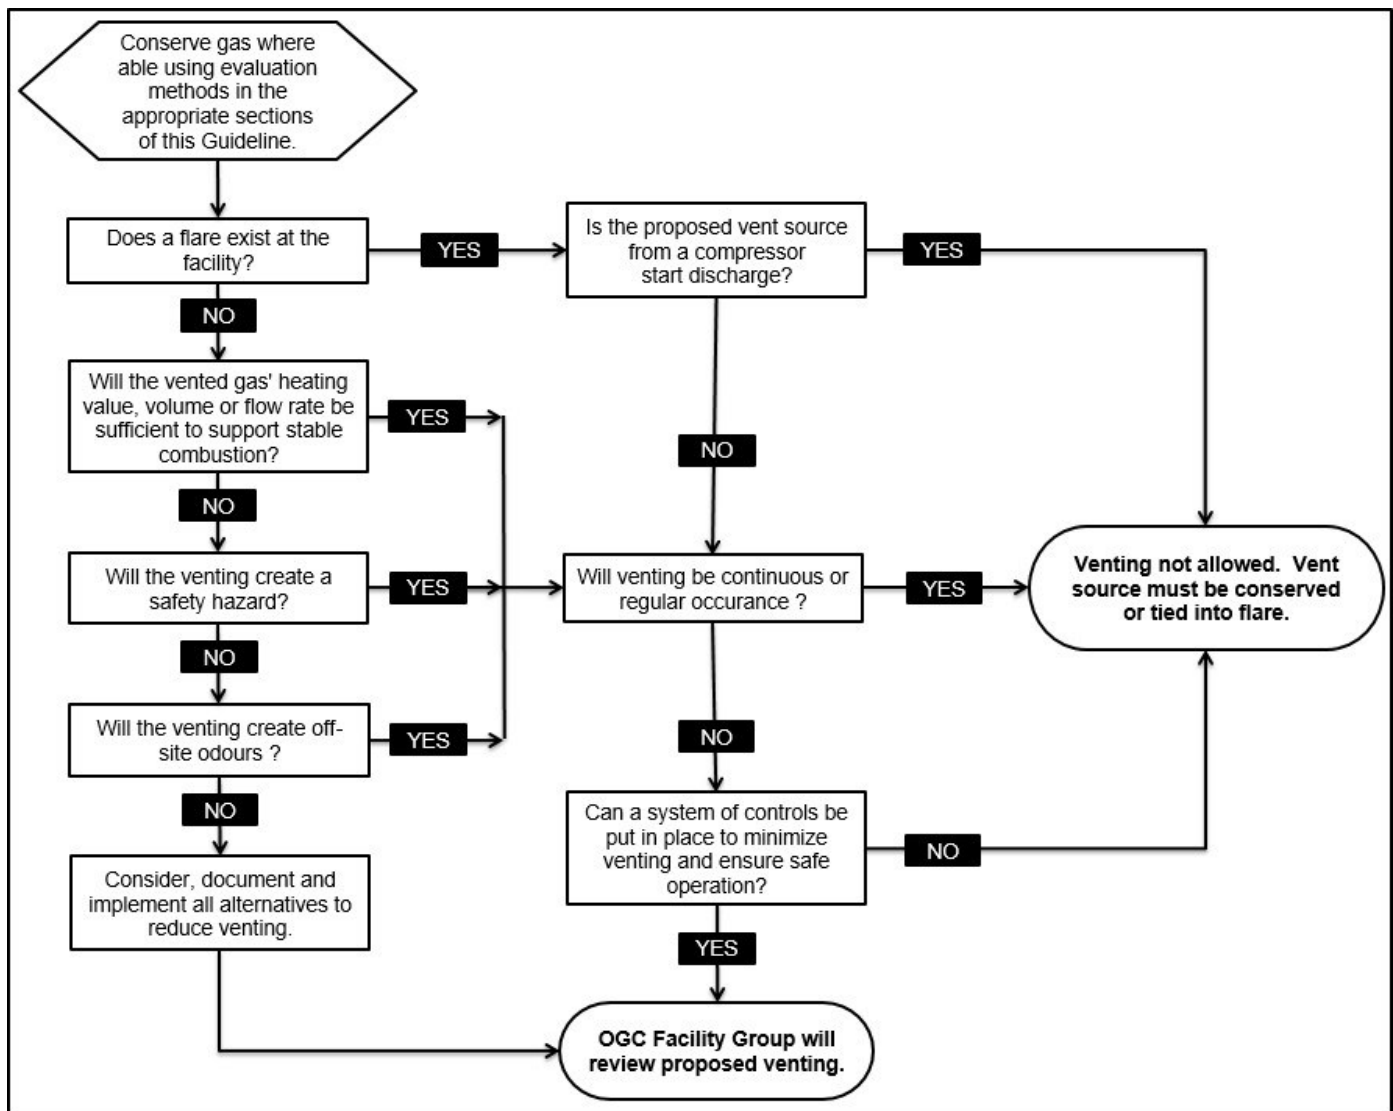 Conserve gas where
able using evaluation
methods in the
appropriate sections
of this Guideline.
Does a flare exist at the
facility?
YES
Is the proposed vent source
from a compressor
start discharge?
YES
NO
Will the vented gas' heating
value, volume or flow rate be
sufficient to support stable
combustion?
YES
NO
NO
Will the venting create a
safety hazard?
YES
Will venting be continuous or
regular occurance ?
YES
Venting not allowed. Vent
source must be conserved
or tied into flare.
NO
Will the venting create off-
site odours ?
YES
NO
NO
Can a system of controls be
put in place to minimize
venting and ensure safe
operation?
NO
Consider, document and
implement all alternatives to
reduce venting.
YES
OGC Facility Group will
review proposed venting.